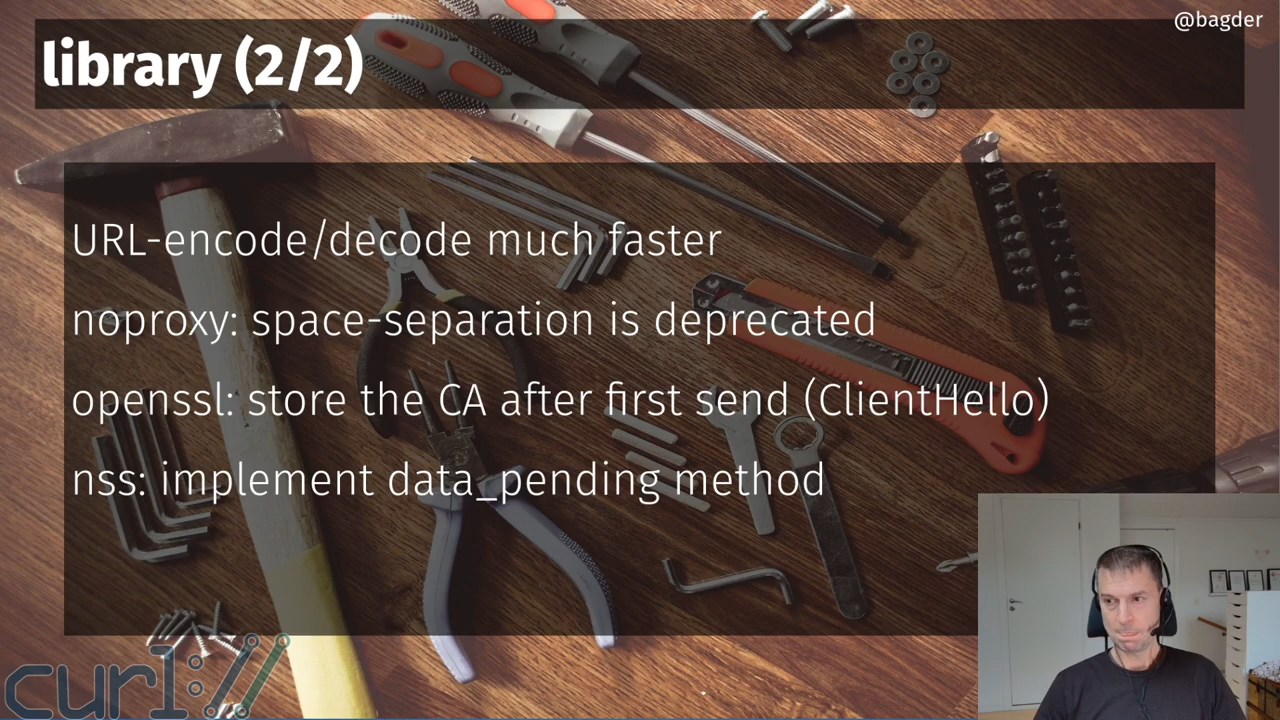 @bagder
library (2/2)
URL-encode/decode much faster
noproxy: space-separation is deprecated
openssl: store the CA after first send (ClientHello)
nss: implement data_pending method
curl://